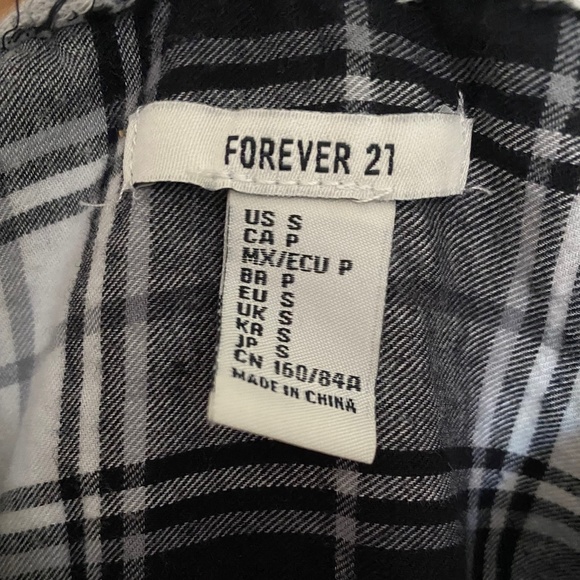 FOREVER 21
US S
CA P
MX/ECU P
BR P
EU S
UK S
KR S
JP S
CN 160/84A
MADE IN CHINA